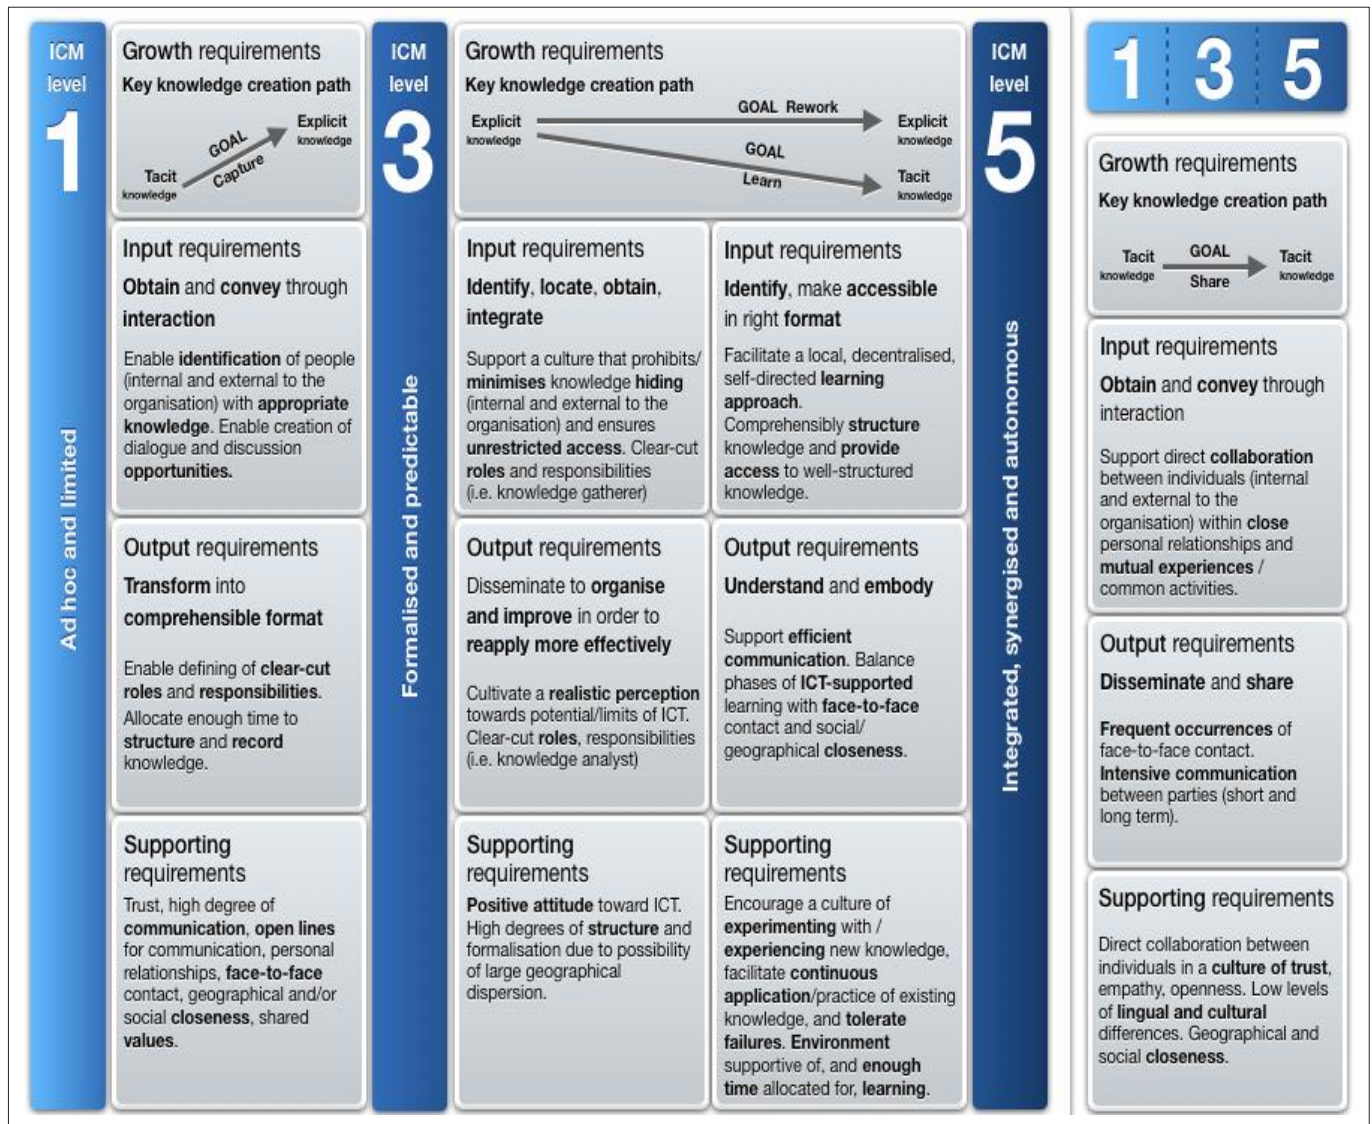 ICM
level
1
Ad hoc and limited
Growth requirements
Key knowledge creation path
Explicit
knowledge
GOAL
Capture
Tacit
knowledge
Input requirements
Obtain and convey through
interaction
Enable identification of people
(internal and external to the
organisation) with appropriate
knowledge. Enable creation of
dialogue and discussion
opportunities.
Output requirements
Transform into
comprehensible format
Enable defining of clear-cut
roles and responsibilities.
Allocate enough time to
structure and record
knowledge.
Supporting
requirements
Trust, high degree of
communication, open lines
for communication, personal
relationships, face-to-face
contact, geographical and/or
social closeness, shared
values.
ICM
level
3
Formalised and predictable
Growth requirements
Key knowledge creation path
Explicit
knowledge
GOAL Rework
Explicit
knowledge
GOAL
Learn
Tacit
knowledge
Input requirements
Identify, locate, obtain,
integrate
Support a culture that prohibits/
minimises knowledge hiding
(internal and external to the
organisation) and ensures
unrestricted access. Clear-cut
roles and responsibilities
(i.e. knowledge gatherer)
Output requirements
Disseminate to organise
and improve in order to
reapply more effectively
Cultivate a realistic perception
towards potential/limits of ICT.
Clear-cut roles, responsibilities
(i.e. knowledge analyst)
Supporting
requirements
Positive attitude toward ICT.
High degrees of structure and
formalisation due to possibility
of large geographical
dispersion.
Input requirements
Identify, make accessible
in right format
Facilitate a local, decentralised,
self-directed learning
approach.
Comprehensibly structure
knowledge and provide
access to well-structured
knowledge.
Output requirements
Understand and embody
Support efficient
communication. Balance
phases of ICT-supported
learning with face-to-face
contact and social/
geographical closeness.
Supporting
requirements
Encourage a culture of
experimenting with /
experiencing new knowledge,
facilitate continuous
application/practice of existing
knowledge, and tolerate
failures. Environment
supportive of, and enough
time allocated for, learning.
ICM
level
5
Integrated, synergised and autonomous
1 3 5
Growth requirements
Key knowledge creation path
Tacit
knowledge
GOAL
Share
Tacit
knowledge
Input requirements
Obtain and convey through
interaction
Support direct collaboration
between individuals (internal
and external to the
organisation) within close
personal relationships and
mutual experiences /
common activities.
Output requirements
Disseminate and share
Frequent occurrences of
face-to-face contact.
Intensive communication
between parties (short and
long term).
Supporting requirements
Direct collaboration between
individuals in a culture of trust,
empathy, openness. Low levels
of lingual and cultural
differences. Geographical and
social closeness.